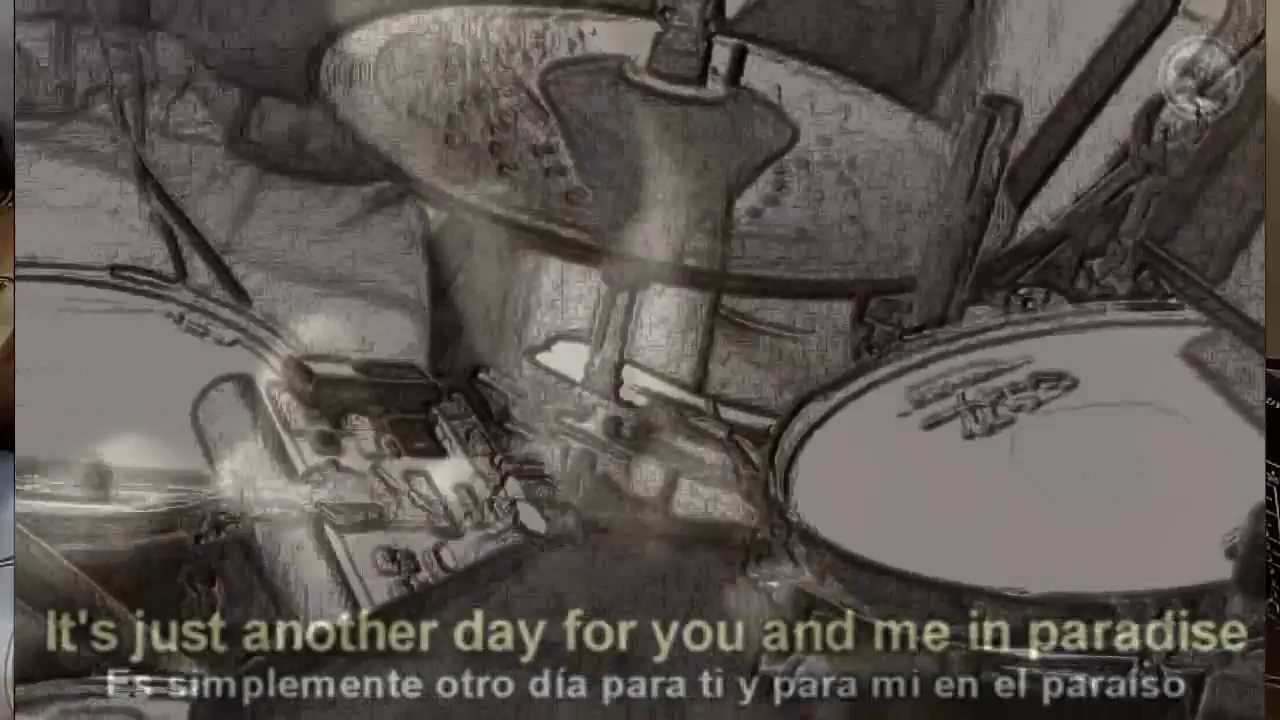 It's just another day for you and me in paradise
Es simplemente otro día para ti y para mi en el paraíso